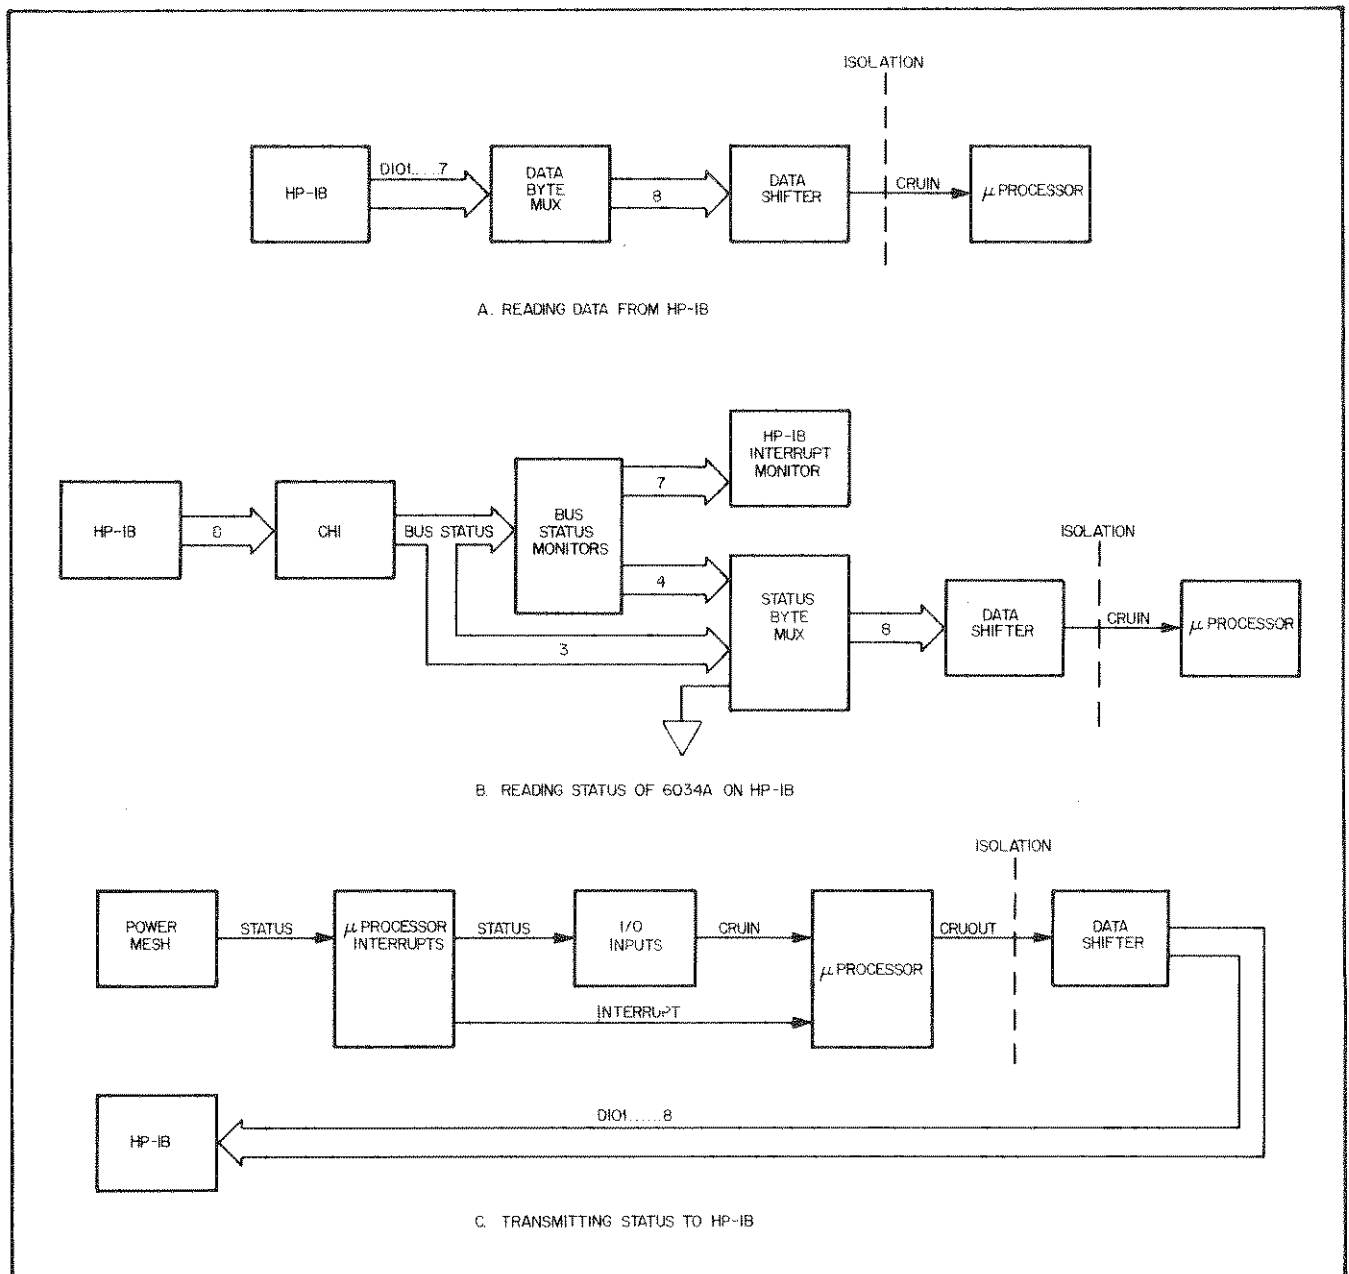 ISOLATION
HP-IB
DIO1.....7
DATA
BYTE
MUX
8
DATA
SHIFTER
CRUIN
μ PROCESSOR
A. READING DATA FROM HP-IB
HP-IB
INTERRUPT
MONITOR
7
HP-IB
8
CHI
BUS STATUS
BUS
STATUS
MONITORS
4
3
STATUS
BYTE
MUX
8
DATA
SHIFTER
ISOLATION
CRUIN
μ PROCESSOR
B. READING STATUS OF 6034A ON HP-IB
ISOLATION
POWER
MESH
STATUS
μ PROCESSOR
INTERRUPTS
STATUS
I/O
INPUTS
CRUIN
μ PROCESSOR
CRUOUT
DATA
SHIFTER
INTERRUPT
DIO1......8
HP-IB
C. TRANSMITTING STATUS TO HP-IB